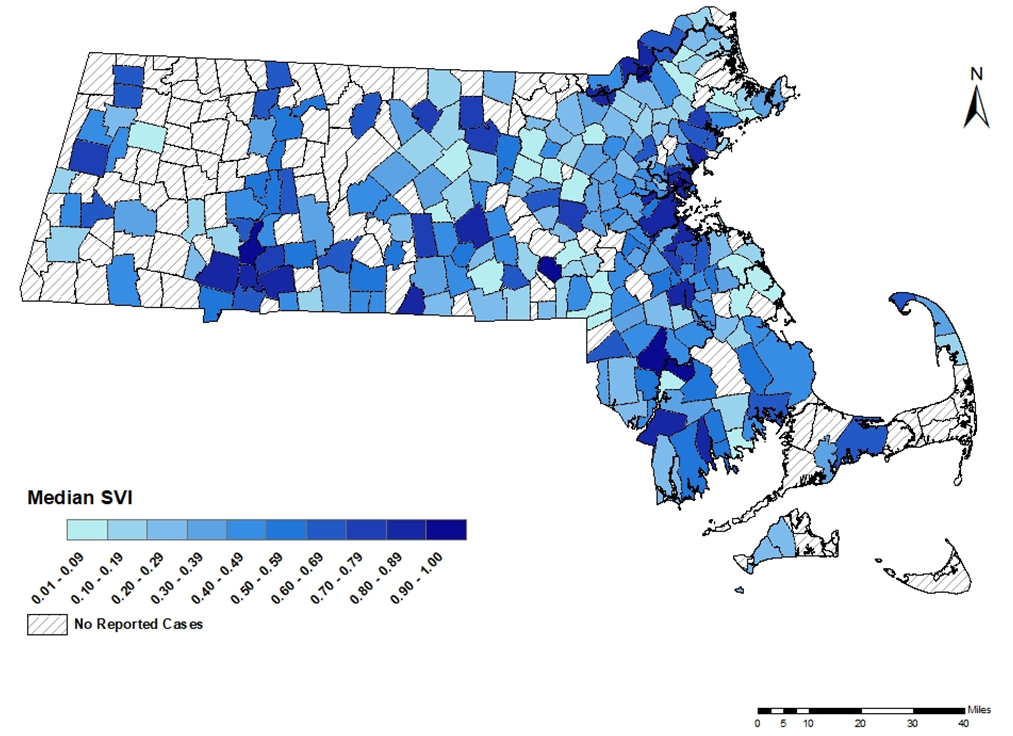 N
Median SVI
0.01 - 0.09
0.10 - 0.19
0.20 - 0.29
0.30 - 0.39
0.40 - 0.49
0.50 - 0.59
0.60 - 0.69
0.70 - 0.79
0.80 - 0.89
0.90 - 1.00
No Reported Cases
Miles
0 5 10 20 30 40